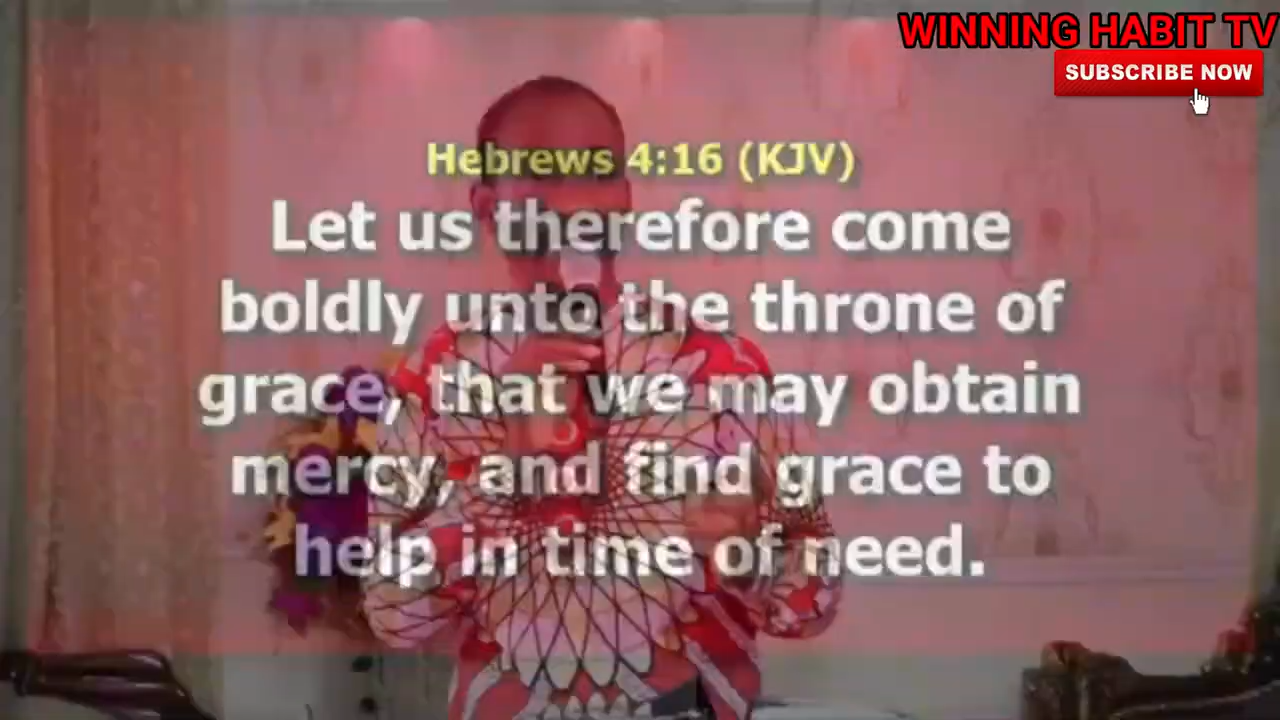 WINNING HABIT TV
SUBSCRIBE NOW
Hebrews 4:16 (KJV)
Let us therefore come
boldly unto the throne of
grace, that we may obtain
mercy, and find grace to
help in time of need.